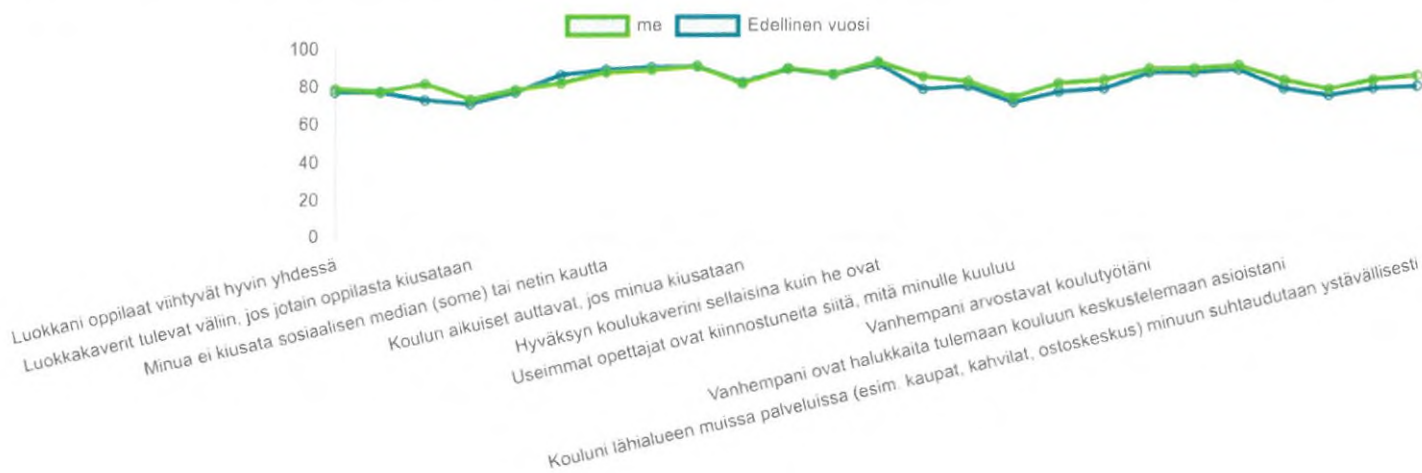 me Edellinen vuosi
100
80
60
40
20
0
Luokkani oppilaat viihtyvät hyvin yhdessä
Luokkakaverit tulevat väliin, jos jotain oppilasta kiusataan
Minua ei kiusata sosiaalisen median (some) tai netin kautta
Koulun aikuiset auttavat, jos minua kiusataan
Hyväksyn koulukaverini sellaisina kuin he ovat
Useimmat opettajat ovat kiinnostuneita siitä, mitä minulle kuuluu
Vanhempani arvostavat koulutyötäni
Vanhempani ovat halukkaita tulemaan kouluun keskustelemaan asioistani
Kouluni lähialueen muissa palveluissa (esim. kaupat, kahvilat, ostoskeskus) minuun suhtaudutaan ystävällisesti